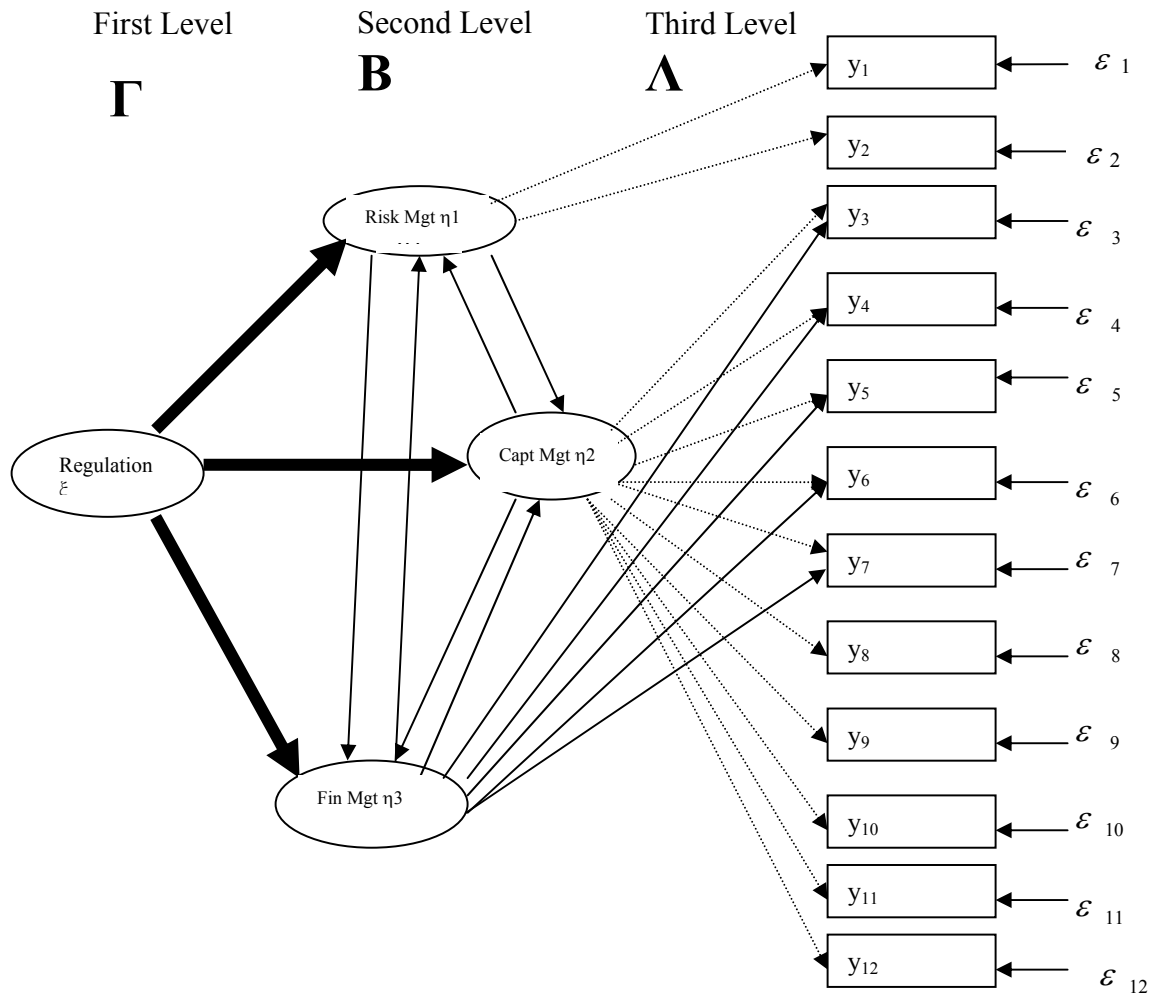 First Level
Second Level
Third Level
Γ
B
Λ
y1
ε 1
y2
ε 2
Risk Mgt η1
...
y3
ε 3
y4
ε 4
y5
ε 5
Capt Mgt η2
Regulation
ξ
y6
ε 6
y7
ε 7
y8
ε 8
y9
ε 9
Fin Mgt η3
y10
ε 10
y11
ε 11
y12
ε 12